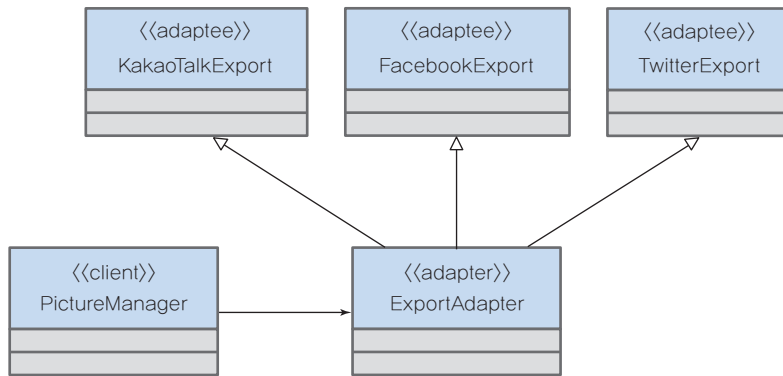 〈〈adaptee〉〉
KakaoTalkExport
〈〈adaptee〉〉
FacebookExport
〈〈adaptee〉〉
TwitterExport
〈〈client〉〉
PictureManager
〈〈adapter〉〉
ExportAdapter